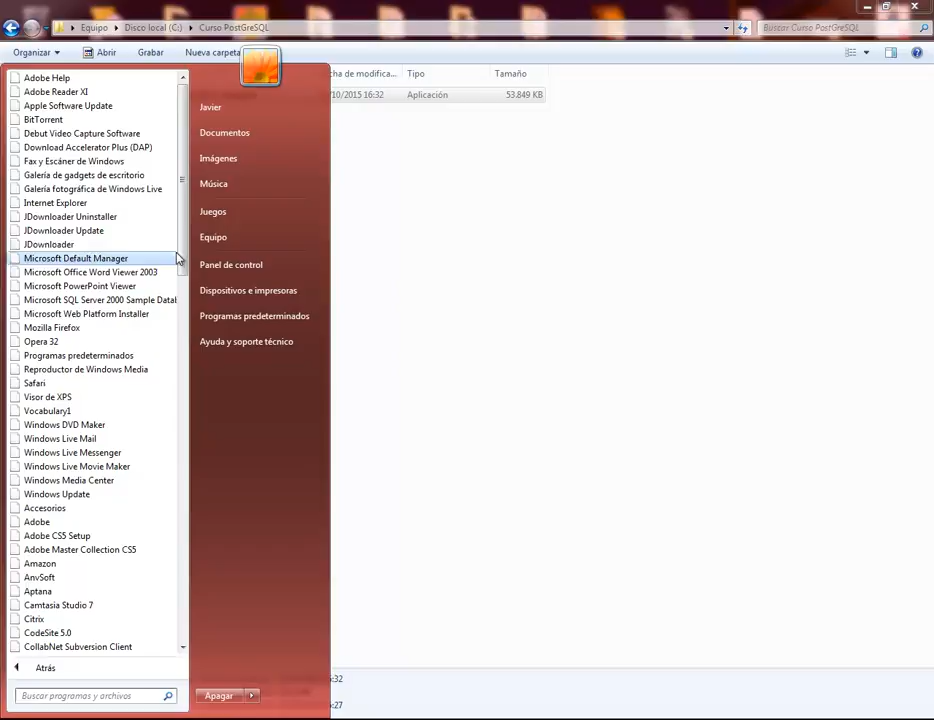 Equipo ▸ Disco local (C:) ▸ Curso PostGreSQL
Buscar Curso PostGreSQL
Organizar
Abrir
Grabar
Nueva carpeta
cha de modifica...
Tipo
Tamaño
/10/2015 16:32
Aplicación
53.849 KB
Adobe Help
Adobe Reader XI
Apple Software Update
BitTorrent
Debut Video Capture Software
Download Accelerator Plus (DAP)
Fax y Escáner de Windows
Galería de gadgets de escritorio
Galería fotográfica de Windows Live
Internet Explorer
JDownloader Uninstaller
JDownloader Update
JDownloader
Microsoft Default Manager
Microsoft Office Word Viewer 2003
Microsoft PowerPoint Viewer
Microsoft SQL Server 2000 Sample Datab
Microsoft Web Platform Installer
Mozilla Firefox
Opera 32
Programas predeterminados
Reproductor de Windows Media
Safari
Visor de XPS
Vocabulary1
Windows DVD Maker
Windows Live Mail
Windows Live Messenger
Windows Live Movie Maker
Windows Media Center
Windows Update
Accesorios
Adobe
Adobe CS5 Setup
Adobe Master Collection CS5
Amazon
AnvSoft
Aptana
Camtasia Studio 7
Citrix
CodeSite 5.0
CollabNet Subversion Client
Atrás
Buscar programas y archivos
Javier
Documentos
Imágenes
Música
Juegos
Equipo
Panel de control
Dispositivos e impresoras
Programas predeterminados
Ayuda y soporte técnico
Apagar
:32
:27